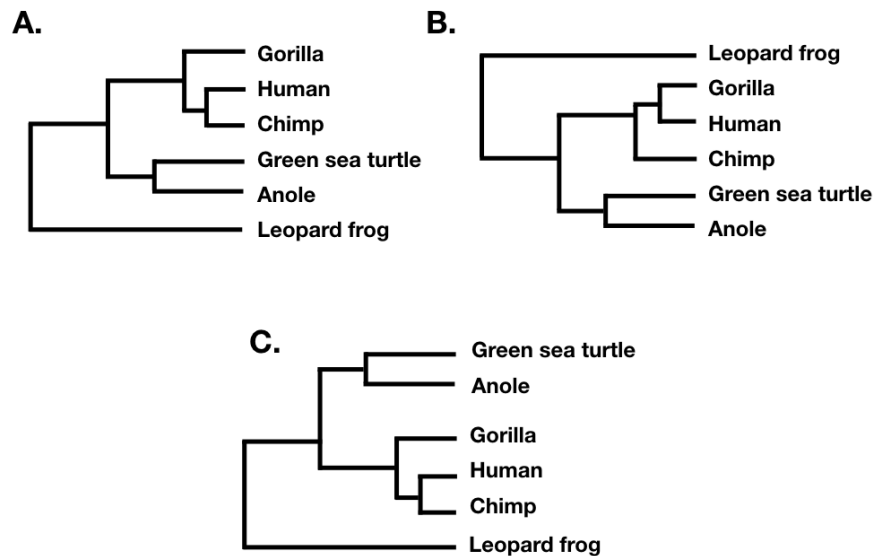 A.
Gorilla
Human
Chimp
Green sea turtle
Anole
Leopard frog
B.
Leopard frog
Gorilla
Human
Chimp
Green sea turtle
Anole
C.
Green sea turtle
Anole
Gorilla
Human
Chimp
Leopard frog